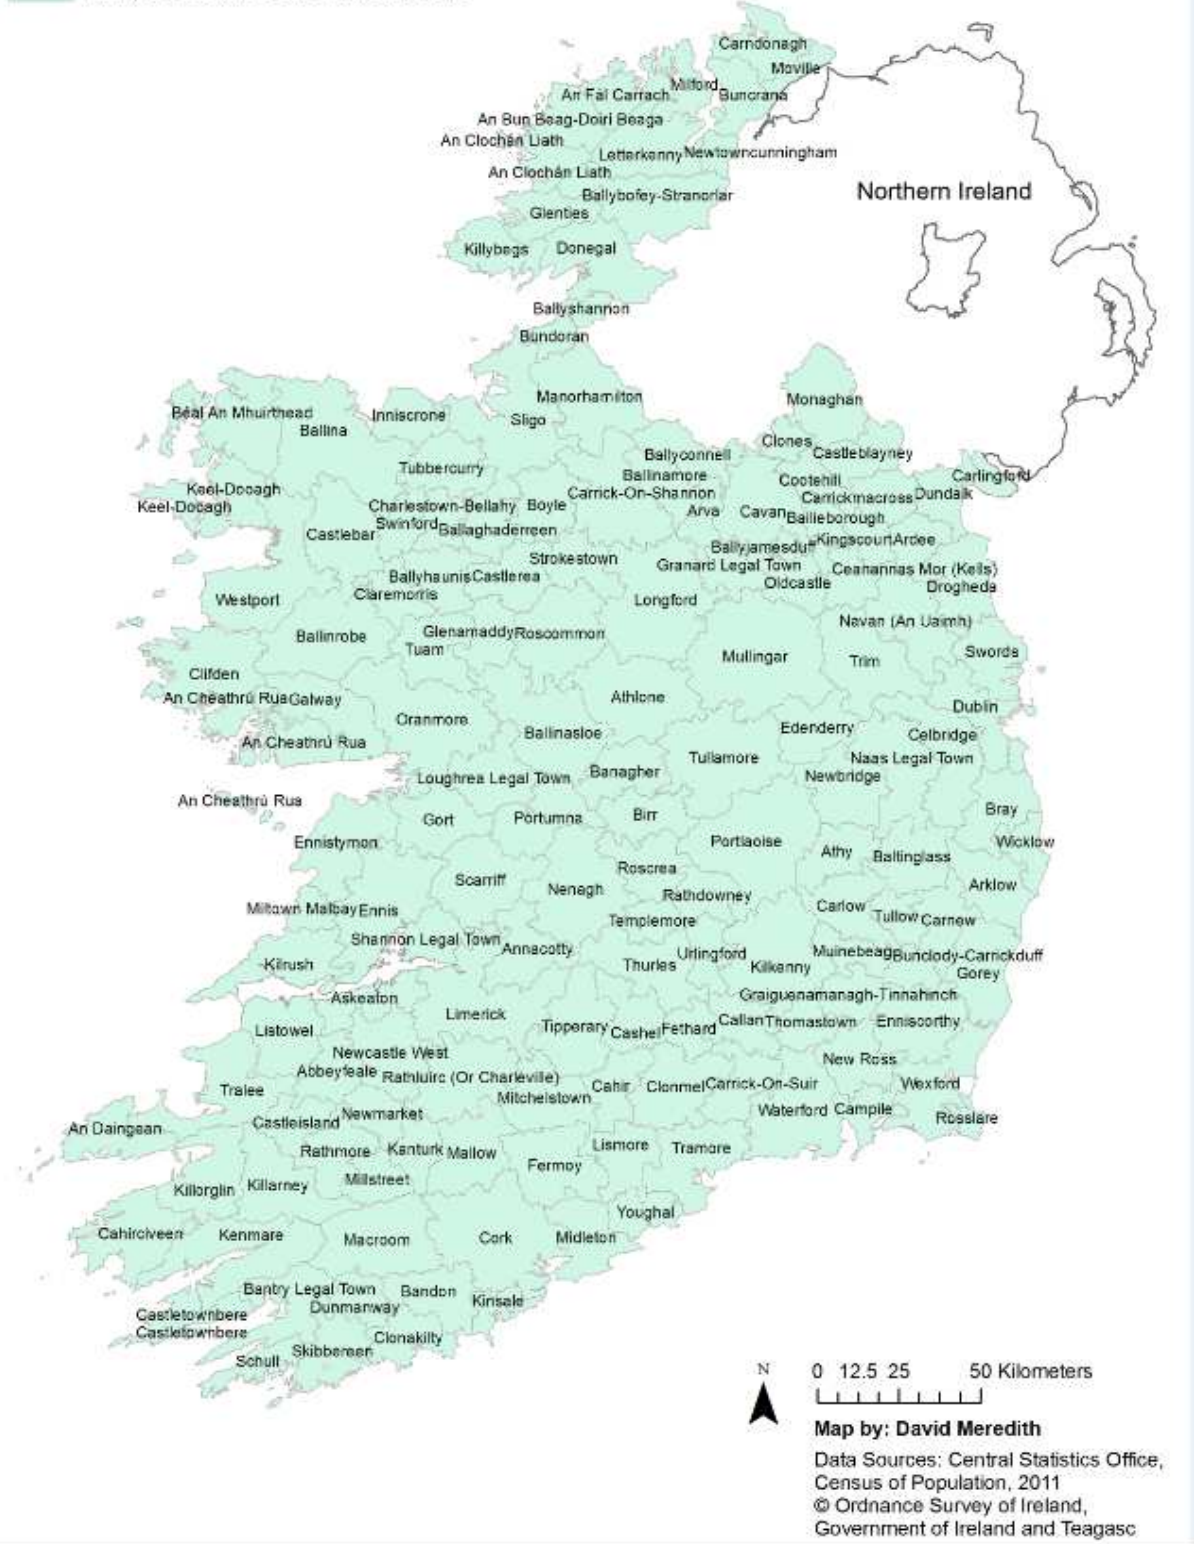 Carndonagh
Moville
Milford
An Fal Carrach
Buncrana
An Bun Beag-Doiri Beaga
An Clochán Liath
Letterkenny
Newtowncunningham
An Clochán Liath
Northern Ireland
Ballybofey-Stranorlar
Glenties
Killybegs
Donegal
Ballyshannon
Bundoran
Manorhamilton
Monaghan
Béal An Mhuirthead
Inniscrone
Sligo
Ballina
Clones
Ballyconnell
Castleblayney
Tubbercurry
Ballinamore
Carlingford
Cootehill
Keel-Dooagh
Carrick-On-Shannon
Carrickmacross
Dundalk
Keel-Dooagh
Charlestown-Bellahy
Boyle
Arva
Cavan
Bailieborough
Swinford
Ballaghaderreen
Castlebar
Kingscourt
Ardee
Ballyjamesduff
Strokestown
Granard Legal Town
Ceanannas Mor (Kells)
Ballyhaunis
Castlerea
Oldcastle
Drogheda
Claremorris
Westport
Longford
Navan (An Uaimh)
Ballinrobe
Glenamaddy
Roscommon
Tuam
Swords
Mullingar
Trim
Clifden
An Cheathrú Rua
Galway
Athlone
Dublin
Oranmore
Edenderry
Ballinasloe
Celbridge
An Cheathrú Rua
Tullamore
Naas Legal Town
Loughrea Legal Town
Banagher
Newbridge
An Cheathrú Rua
Bray
Gort
Portumna
Birr
Ennistymon
Portlaoise
Wicklow
Athy
Baltinglass
Roscrea
Scarriff
Nenagh
Arklow
Rathdowney
Miltown Malbay
Ennis
Carlow
Tullow
Carnew
Templemore
Shannon Legal Town
Annacotty
Urlingford
Muinebeag
Bunclody-Carrickduff
Kilrush
Thurles
Kilkenny
Gorey
Askeaton
Graiguenamanagh-Tinnahinch
Limerick
Listowel
Tipperary
Cashel
Fethard
Callan
Thomastown
Enniscorthy
Newcastle West
New Ross
Abbeyfeale
Rathluirc (Or Charleville)
Tralee
Cahir
Clonmel
Carrick-On-Suir
Wexford
Mitchelstown
Newmarket
Waterford
Campile
Rosslare
Castleisland
An Daingean
Rathmore
Kanturk
Mallow
Lismore
Tramore
Fermoy
Killorglin
Killarney
Millstreet
Youghal
Cahirciveen
Kenmare
Macroom
Cork
Midleton
Bantry Legal Town
Bandon
Kinsale
Castletownbere
Dunmanway
Castletownbere
Clonakilty
Skibbereen
Schull
N
0 12.5 25 50 Kilometers
Map by: David Meredith
Data Sources: Central Statistics Office,
Census of Population, 2011
© Ordnance Survey of Ireland,
Government of Ireland and Teagasc